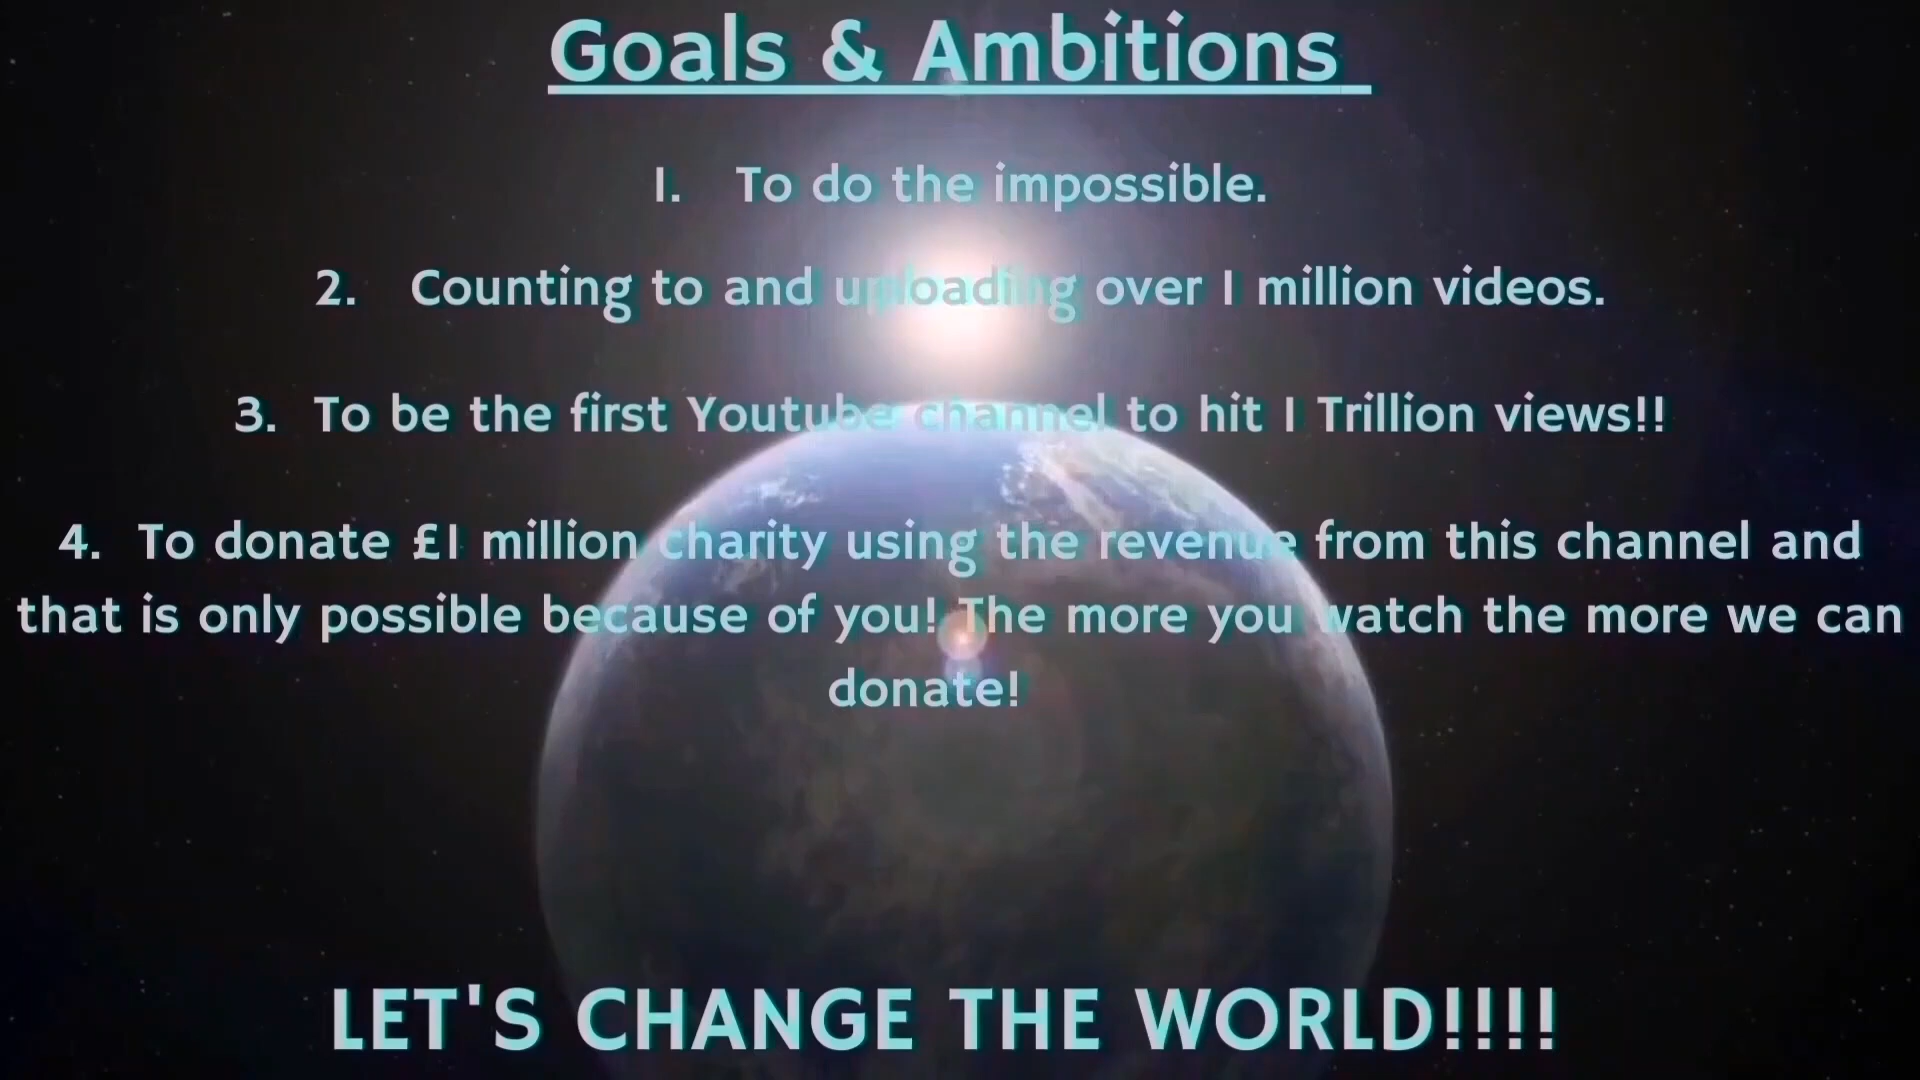 Goals & Ambitions
1. To do the impossible.
2. Counting to and uploading over 1 million videos.
3. To be the first Youtube channel to hit 1 Trillion views!!
4. To donate £1 million charity using the revenue from this channel and
that is only possible because of you! The more you watch the more we can
donate!
LET'S CHANGE THE WORLD!!!!